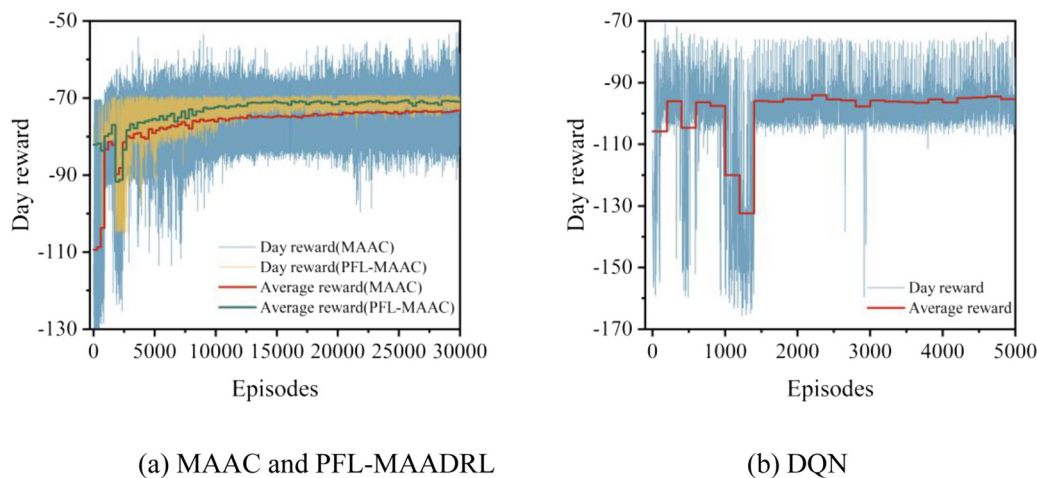 -50
-70
-90
-110
-130
Day reward
Day reward(MAAC)
Day reward(PFL-MAAC)
Average reward(MAAC)
Average reward(PFL-MAAC)
0 5000 10000 15000 20000 25000 30000
Episodes
(a) MAAC and PFL-MAADRL
-70
-90
-110
-130
-150
-170
Day reward
Day reward
Average reward
0 1000 2000 3000 4000 5000
Episodes
(b) DQN